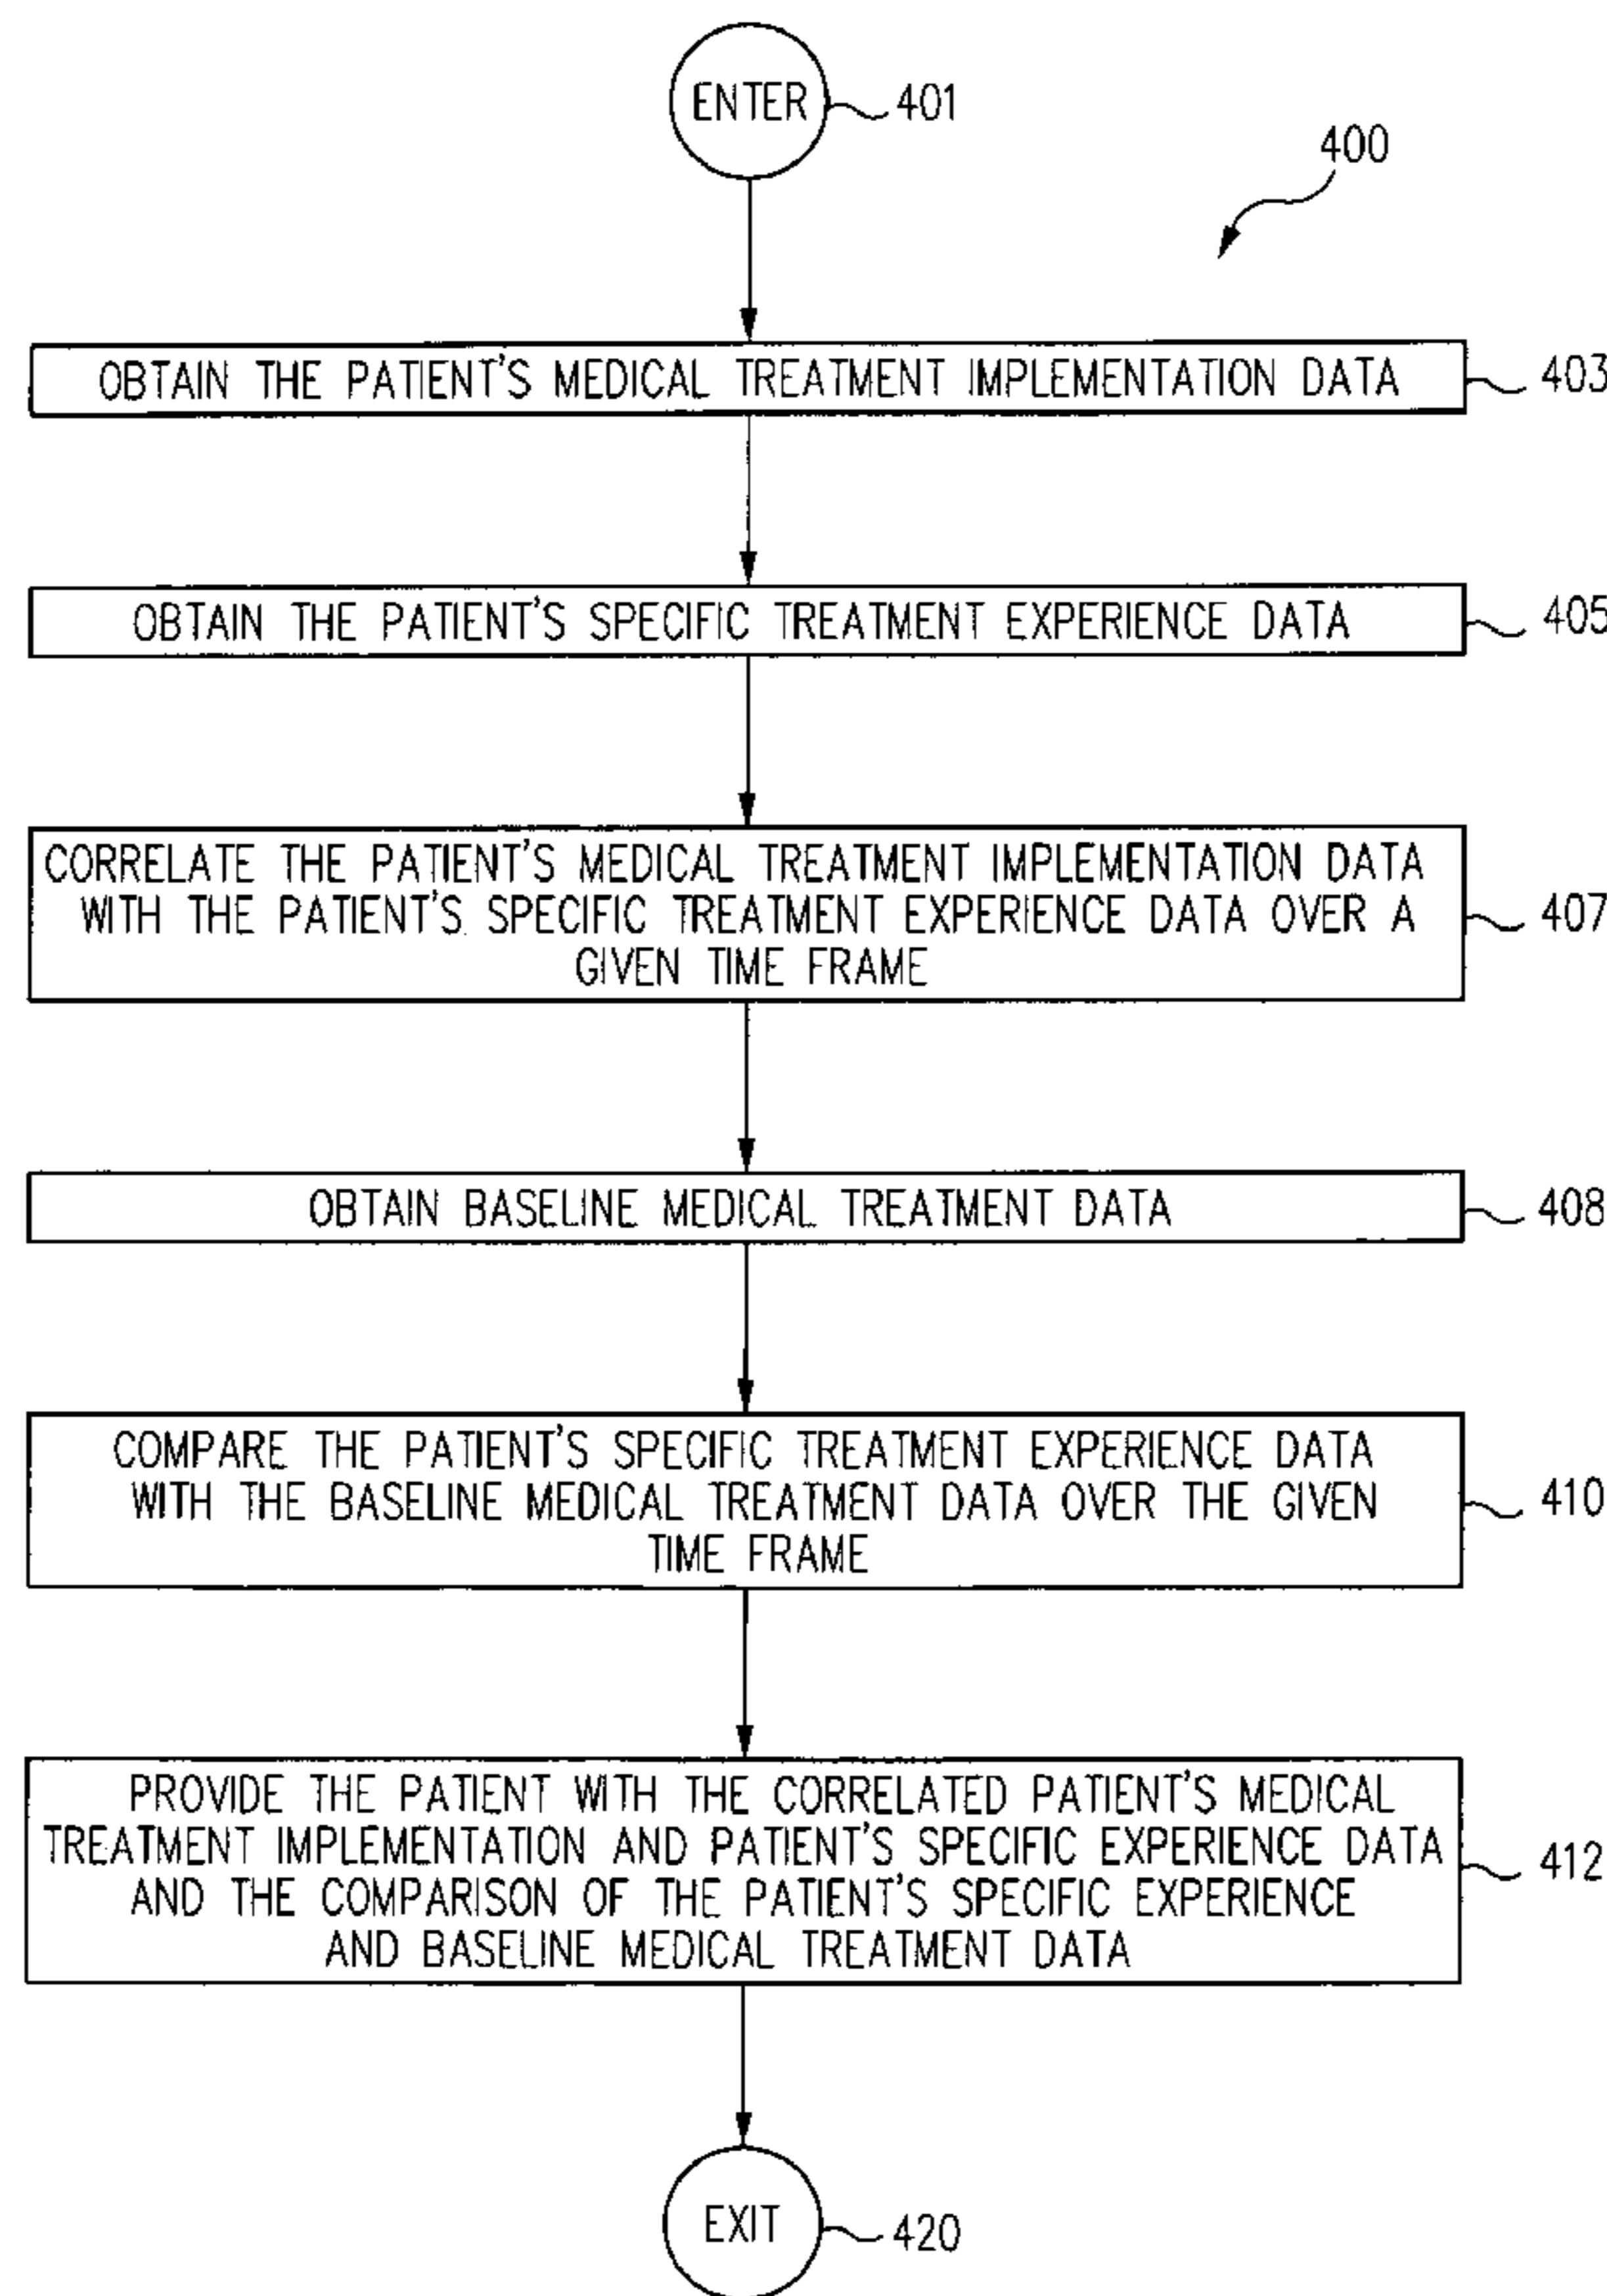 ENTER 401
400
OBTAIN THE PATIENT'S MEDICAL TREATMENT IMPLEMENTATION DATA 403
OBTAIN THE PATIENT'S SPECIFIC TREATMENT EXPERIENCE DATA 405
CORRELATE THE PATIENT'S MEDICAL TREATMENT IMPLEMENTATION DATA
WITH THE PATIENT'S SPECIFIC TREATMENT EXPERIENCE DATA OVER A 407
GIVEN TIME FRAME
OBTAIN BASELINE MEDICAL TREATMENT DATA 408
COMPARE THE PATIENT'S SPECIFIC TREATMENT EXPERIENCE DATA
WITH THE BASELINE MEDICAL TREATMENT DATA OVER THE GIVEN 410
TIME FRAME
PROVIDE THE PATIENT WITH THE CORRELATED PATIENT'S MEDICAL
TREATMENT IMPLEMENTATION AND PATIENT'S SPECIFIC EXPERIENCE DATA 412
AND THE COMPARISON OF THE PATIENT'S SPECIFIC EXPERIENCE
AND BASELINE MEDICAL TREATMENT DATA
EXIT 420